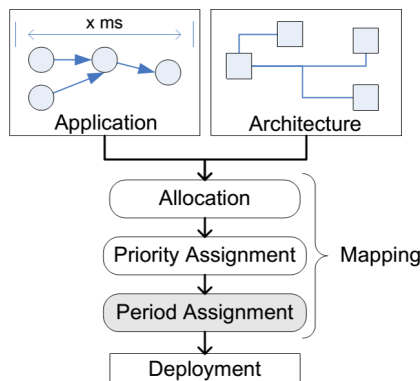 x ms
Application
Architecture
Allocation
Priority Assignment
Mapping
Period Assignment
Deployment